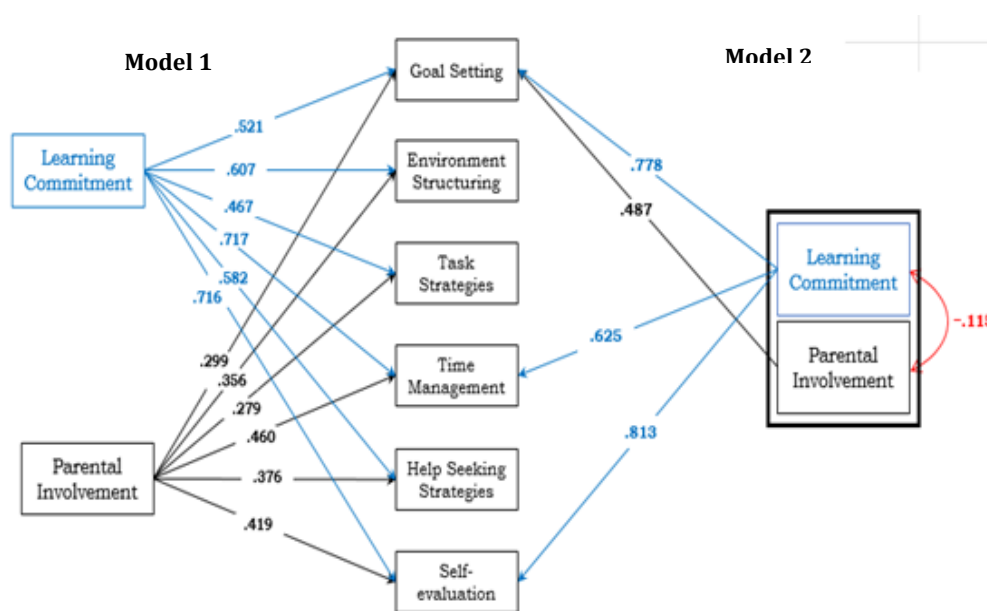 Model 1
Model 2
Goal Setting
Learning
Commitment
Environment
Structuring
Task
Strategies
Time
Management
Parental
Involvement
Help Seeking
Strategies
Self-
evaluation
.521
.607
.467
.717
.582
.716
.299
.356
.279
.460
.376
.419
.778
.487
.625
.813
Learning
Commitment
Parental
Involvement